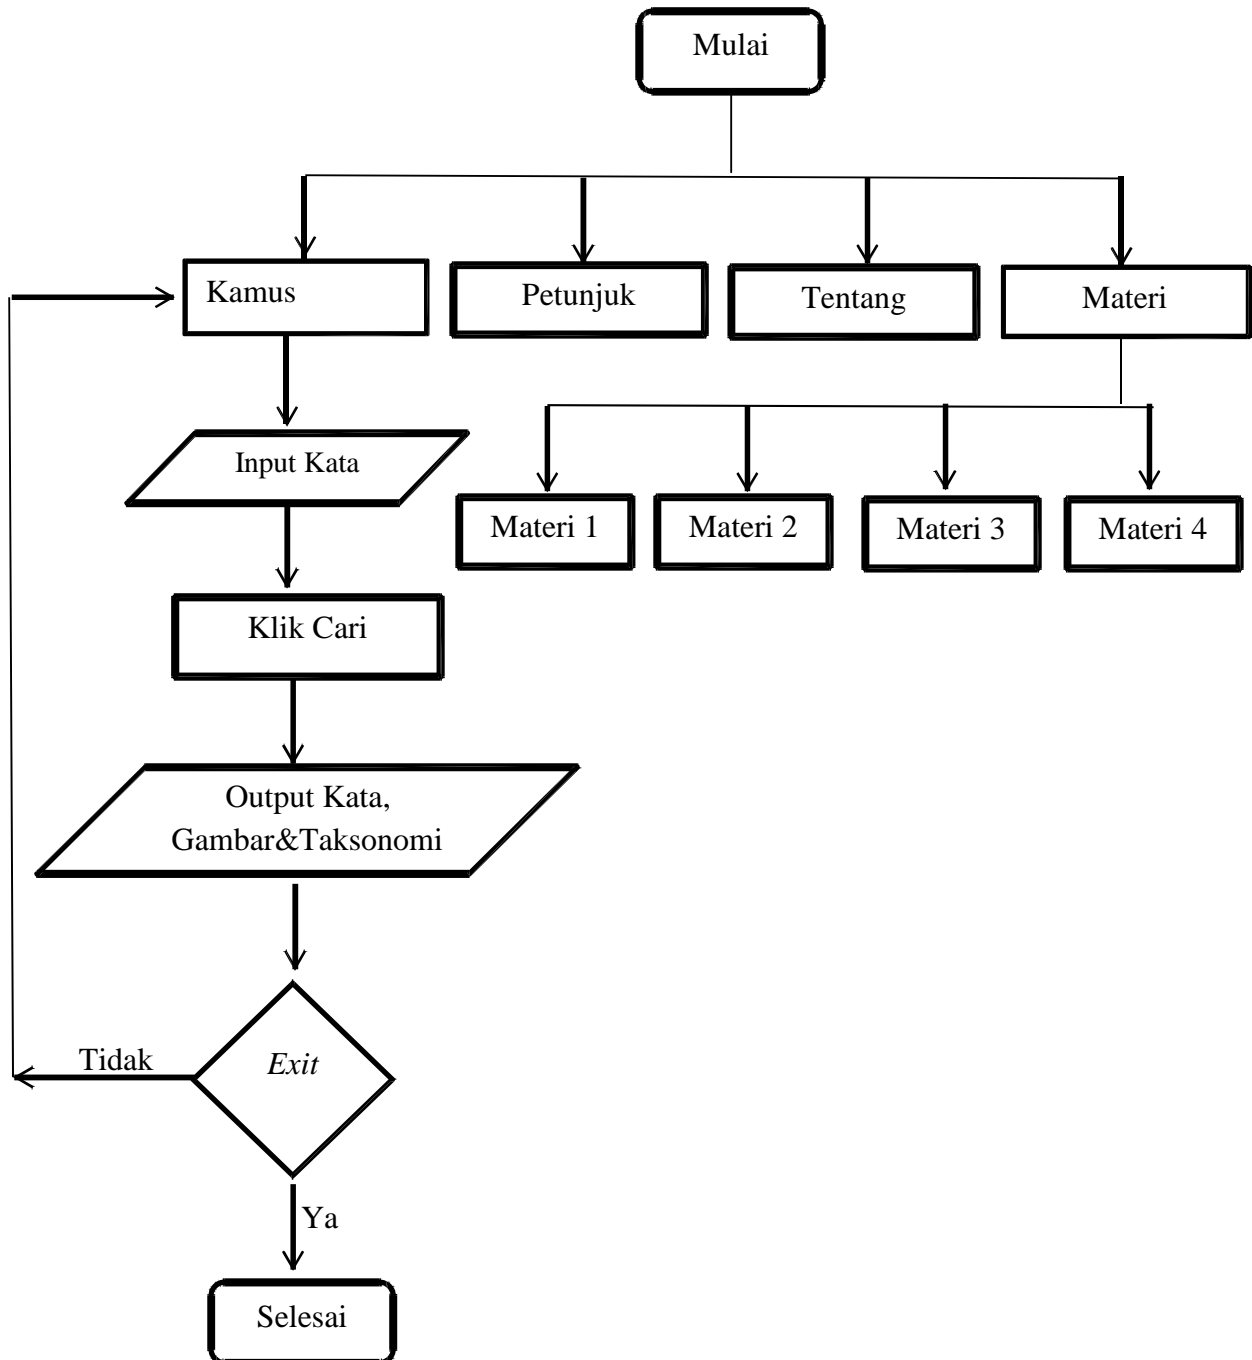 Mulai
Kamus
Petunjuk
Tentang
Materi
Input Kata
Materi 1
Materi 2
Materi 3
Materi 4
Klik Cari
Output Kata,
Gambar&Taksonomi
Exit
Tidak
Ya
Selesai